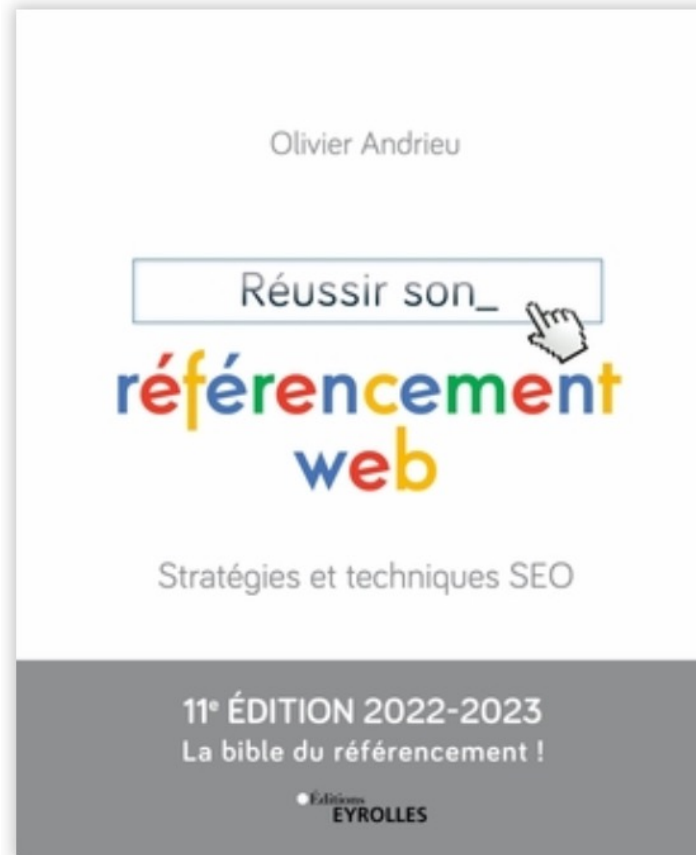 Olivier Andrieu
Réussir son_
référencement
web
Stratégies et techniques SEO
11e ÉDITION 2022-2023
La bible du référencement !
Éditions
EYROLLES